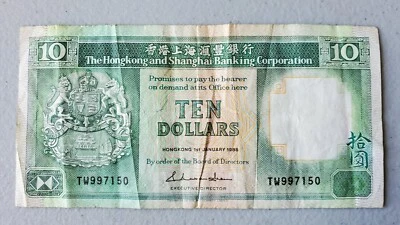 10 香港上海滙豐銀行 10
The Hongkong and Shanghai Banking Corporation
Promises to pay the bearer
on demand at its Office here
TEN
DOLLARS
拾圓
HONGKONG 1ST JANUARY
By order of the Board of Directors
EXECUTIVE DIRECTOR
TW997150 TW997150